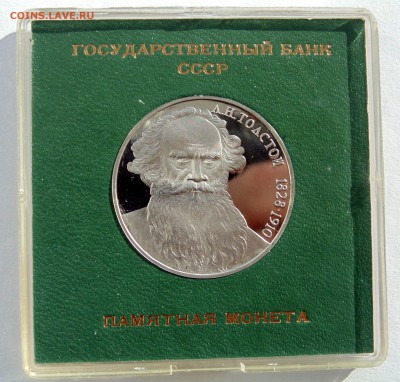 COINS.LAVE.RU
ГОСУДАРСТВЕННЫЙ БАНК
СССР
Л.Н.ТОЛСТОЙ 1828·1910
ПАМЯТНАЯ МОНЕТА